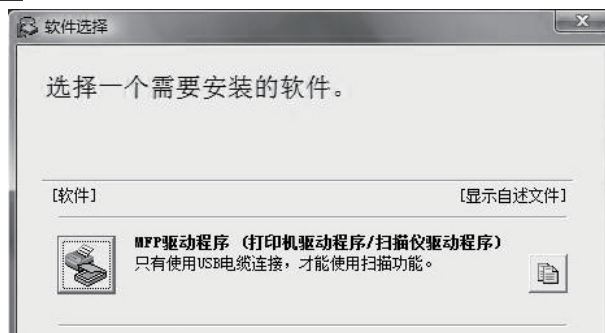 软件选择
选择一个需要安装的软件。
[软件] [显示自述文件]
MFP驱动程序 (打印机驱动程序/扫描仪驱动程序)
只有使用USB电缆连接，才能使用扫描功能。